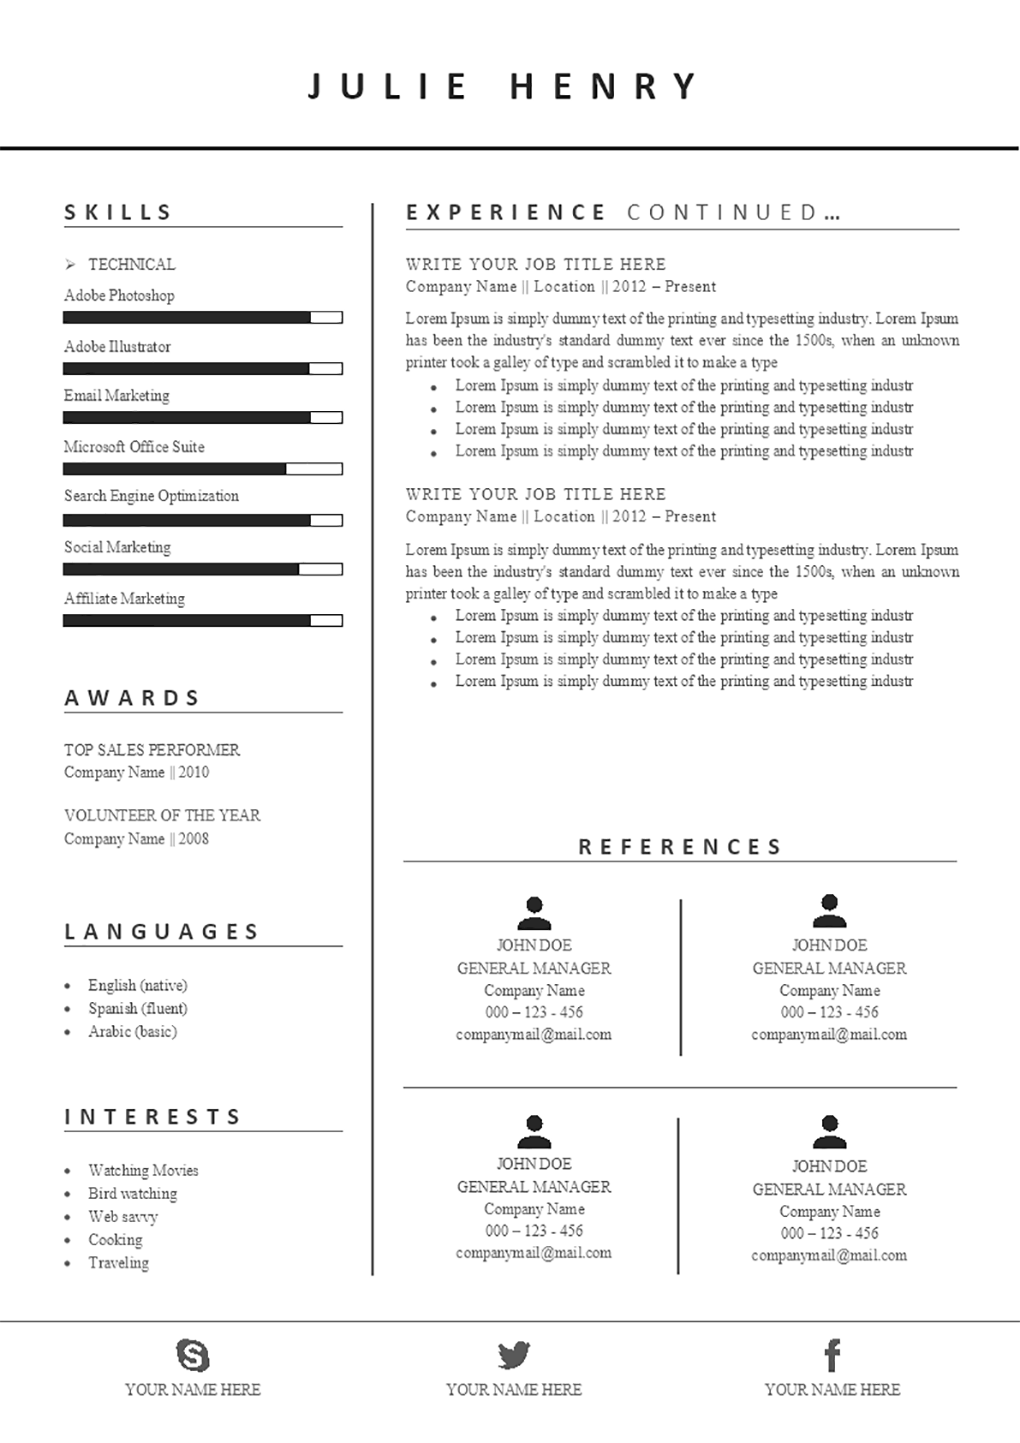 JULIE HENRY
SKILLS
TECHNICAL
Adobe Photoshop
Adobe Illustrator
Email Marketing
Microsoft Office Suite
Search Engine Optimization
Social Marketing
Affiliate Marketing
AWARDS
TOP SALES PERFORMER
Company Name || 2010
VOLUNTEER OF THE YEAR
Company Name || 2008
LANGUAGES
• English (native)
• Spanish (fluent)
• Arabic (basic)
INTERESTS
• Watching Movies
• Bird watching
• Web savvy
• Cooking
• Traveling
EXPERIENCE CONTINUED...
WRITE YOUR JOB TITLE HERE
Company Name || Location || 2012 – Present
Lorem Ipsum is simply dummy text of the printing and typesetting industry. Lorem Ipsum
has been the industry's standard dummy text ever since the 1500s, when an unknown
printer took a galley of type and scrambled it to make a type
• Lorem Ipsum is simply dummy text of the printing and typesetting industr
• Lorem Ipsum is simply dummy text of the printing and typesetting industr
• Lorem Ipsum is simply dummy text of the printing and typesetting industr
• Lorem Ipsum is simply dummy text of the printing and typesetting industr
WRITE YOUR JOB TITLE HERE
Company Name || Location || 2012 – Present
Lorem Ipsum is simply dummy text of the printing and typesetting industry. Lorem Ipsum
has been the industry's standard dummy text ever since the 1500s, when an unknown
printer took a galley of type and scrambled it to make a type
• Lorem Ipsum is simply dummy text of the printing and typesetting industr
• Lorem Ipsum is simply dummy text of the printing and typesetting industr
• Lorem Ipsum is simply dummy text of the printing and typesetting industr
• Lorem Ipsum is simply dummy text of the printing and typesetting industr
REFERENCES
JOHN DOE
GENERAL MANAGER
Company Name
000 – 123 - 456
companymail@mail.com
JOHN DOE
GENERAL MANAGER
Company Name
000 – 123 - 456
companymail@mail.com
JOHN DOE
GENERAL MANAGER
Company Name
000 – 123 - 456
companymail@mail.com
JOHN DOE
GENERAL MANAGER
Company Name
000 – 123 - 456
companymail@mail.com
YOUR NAME HERE
YOUR NAME HERE
YOUR NAME HERE